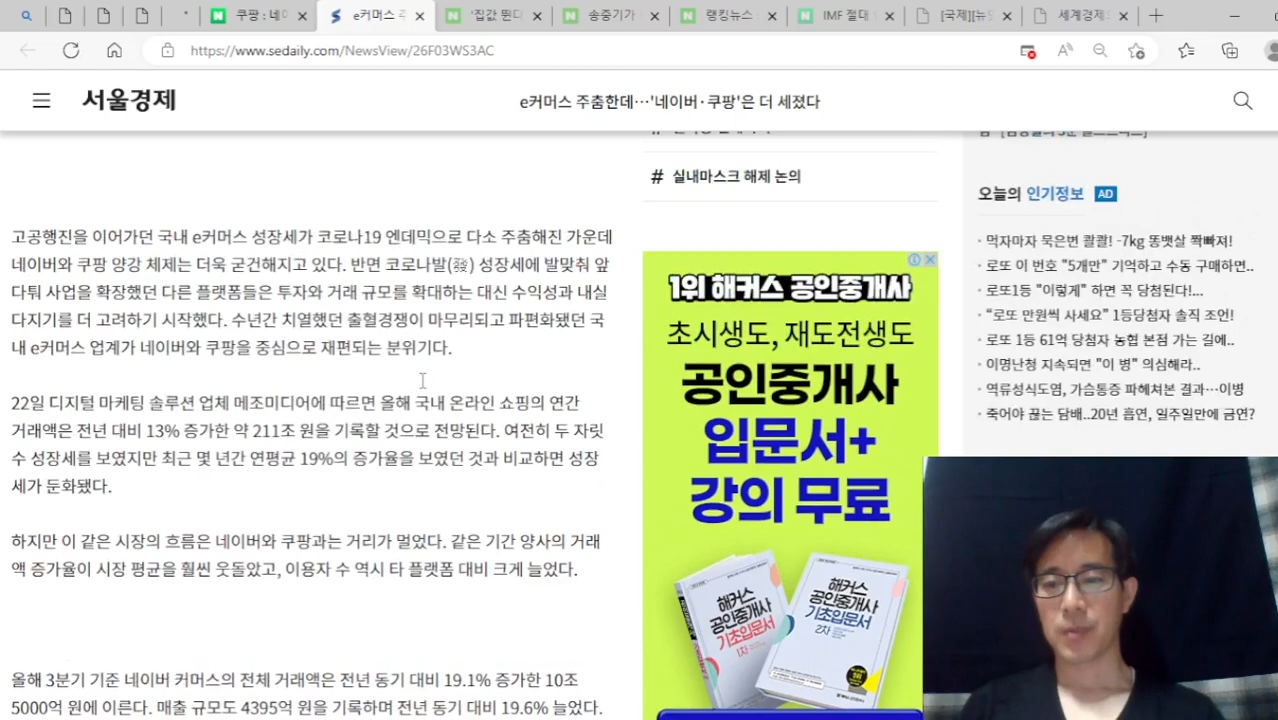 쿠팡 : 네이
e커머스 주
'집값 뛴다
송중기가
랭킹뉴스
IMF 절대
[국제][뉴
세계경제
https://www.sedaily.com/NewsView/26F03WS3AC
서울경제
e커머스 주춤한데…'네이버·쿠팡'은 더 세졌다
# 실내마스크 해제 논의
고공행진을 이어가던 국내 e커머스 성장세가 코로나19 엔데믹으로 다소 주춤해진 가운데
네이버와 쿠팡 양강 체제는 더욱 굳건해지고 있다. 반면 코로나발(發) 성장세에 발맞춰 앞
다퉈 사업을 확장했던 다른 플랫폼들은 투자와 거래 규모를 확대하는 대신 수익성과 내실
다지기를 더 고려하기 시작했다. 수년간 치열했던 출혈경쟁이 마무리되고 파편화됐던 국
내 e커머스 업계가 네이버와 쿠팡을 중심으로 재편되는 분위기다.
22일 디지털 마케팅 솔루션 업체 메조미디어에 따르면 올해 국내 온라인 쇼핑의 연간
거래액은 전년 대비 13% 증가한 약 211조 원을 기록할 것으로 전망된다. 여전히 두 자릿
수 성장세를 보였지만 최근 몇 년간 연평균 19%의 증가율을 보였던 것과 비교하면 성장
세가 둔화됐다.
하지만 이 같은 시장의 흐름은 네이버와 쿠팡과는 거리가 멀었다. 같은 기간 양사의 거래
액 증가율이 시장 평균을 훨씬 웃돌았고, 이용자 수 역시 타 플랫폼 대비 크게 늘었다.
올해 3분기 기준 네이버 커머스의 전체 거래액은 전년 동기 대비 19.1% 증가한 10조
5000억 원에 이른다. 매출 규모도 4395억 원을 기록하며 전년 동기 대비 19.6% 늘었다.
1위 해커스 공인중개사
초시생도, 재도전생도
공인중개사
입문서+
강의 무료
해커스
공인중개사
기초입문서
1차
해커스
공인중개사
기초입문서
2차
오늘의 인기정보 AD
· 먹자마자 묵은변 콸콸! -7kg 똥뱃살 쫙빠져!
· 로또 이 번호 "5개만" 기억하고 수동 구매하면..
· 로또1등 "이렇게" 하면 꼭 당첨된다!...
· "로또 만원씩 사세요" 1등당첨자 솔직 조언!
· 로또 1등 61억 당첨자 농협 본점 가는 길에..
· 이명난청 지속되면 "이 병" 의심해라..
· 역류성식도염, 가슴통증 파헤쳐본 결과…이병
· 죽어야 끊는 담배..20년 흡연, 일주일만에 금연?